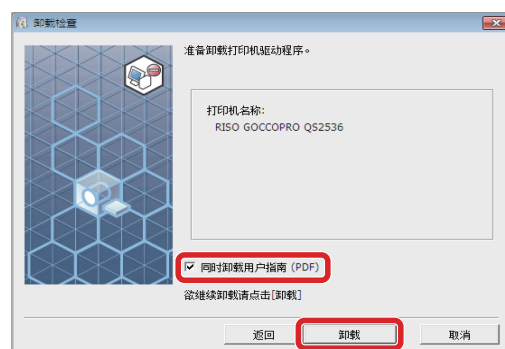 卸载检查
准备卸载打印机驱动程序。
打印机名称:
RISO GOCCOPRO QS2536
同时卸载用户指南 (PDF)
欲继续卸载请点击[卸载]
返回
卸载
取消